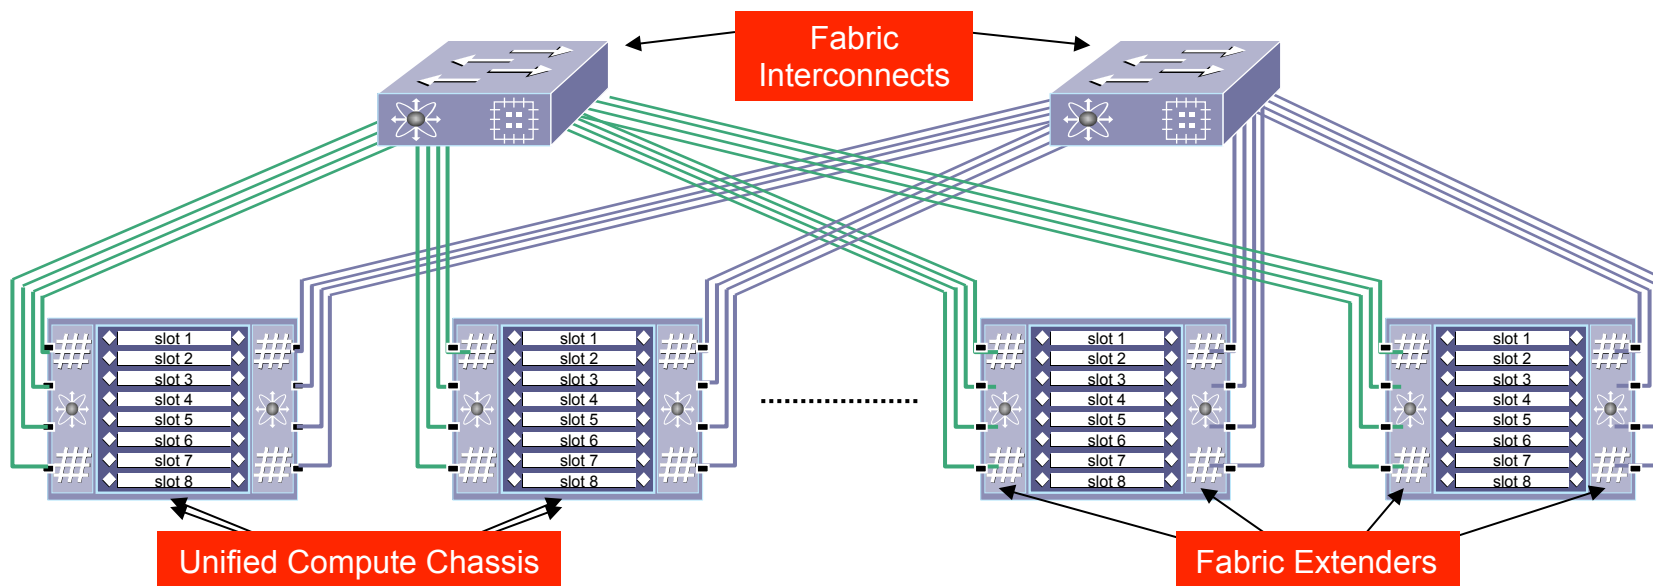 Fabric
Interconnects
slot 1
slot 2
slot 3
slot 4
slot 5
slot 6
slot 7
slot 8
slot 1
slot 2
slot 3
slot 4
slot 5
slot 6
slot 7
slot 8
slot 1
slot 2
slot 3
slot 4
slot 5
slot 6
slot 7
slot 8
slot 1
slot 2
slot 3
slot 4
slot 5
slot 6
slot 7
slot 8
Unified Compute Chassis
Fabric Extenders